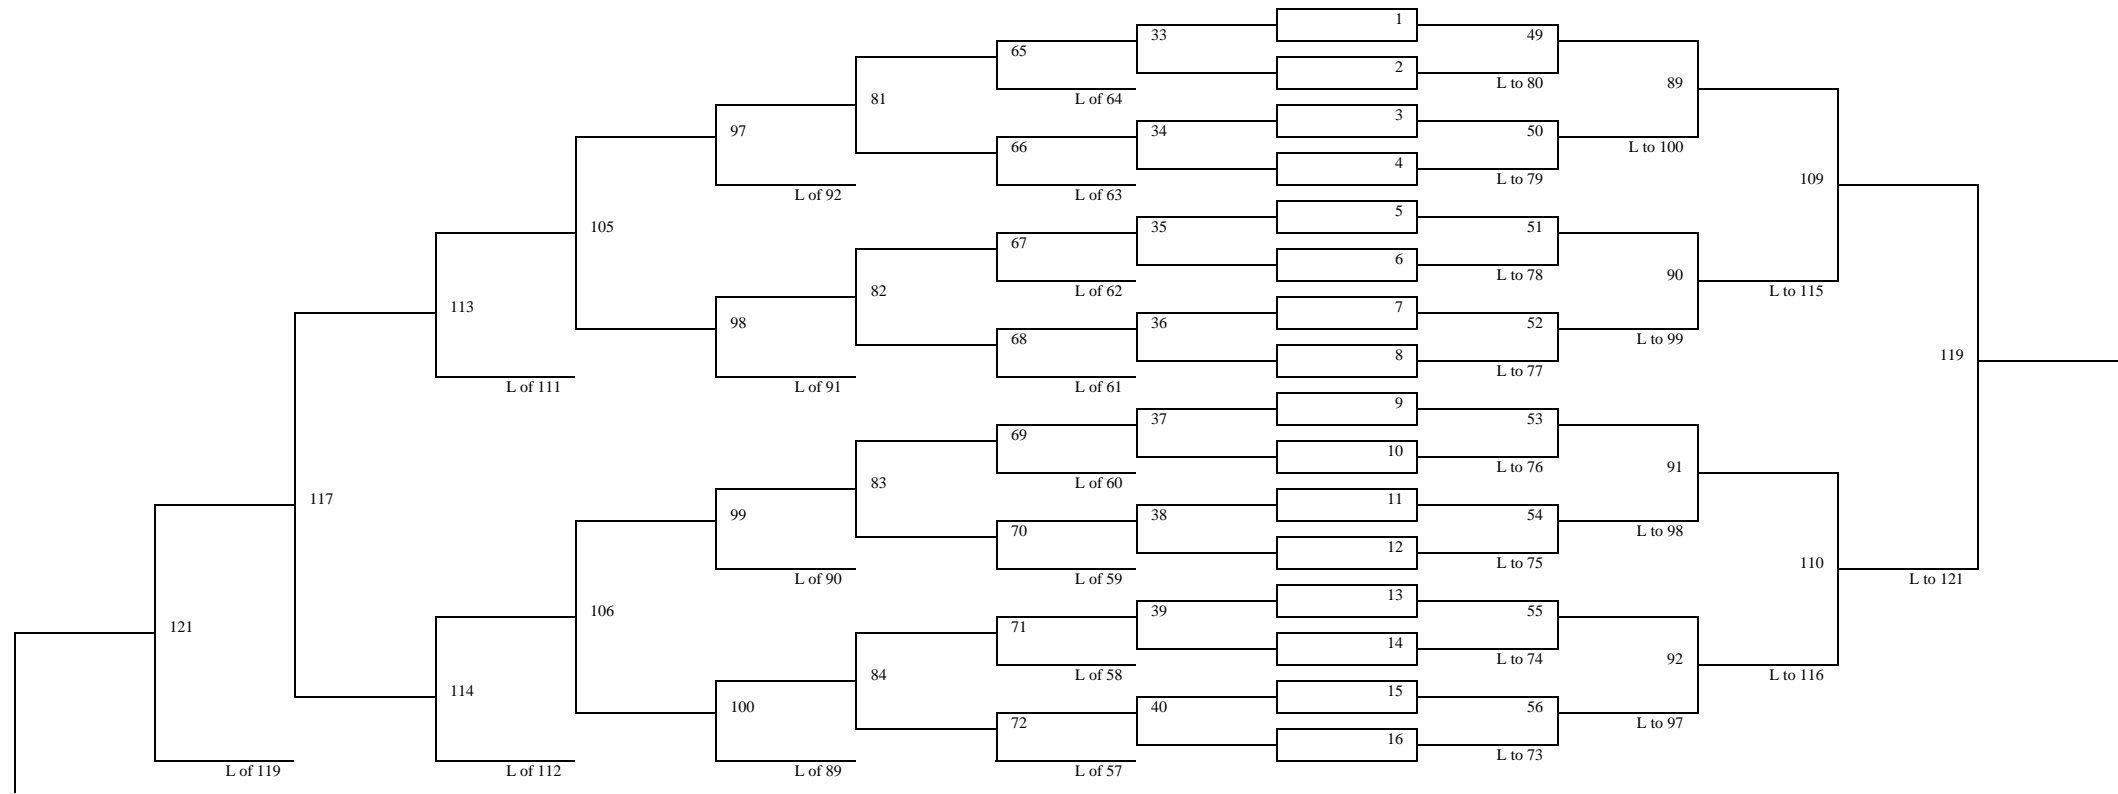 1
33 49
65
2
L to 80 89
81 L of 64
3
97 34 50
66 L to 100
4
L to 79 109
L of 92 L of 63
5
105 35 51
67
6
L to 78 90
82 L of 62 L to 115
113 7
98 36 52
68 L to 99
8 119
L to 77
L of 111 L of 91 L of 61
9
37 53
69
10
L to 76 91
83 L of 60
117 11
99 38 54
70 L to 98
12
L to 75 110
L of 90 L of 59 L to 121
13
106 39 55
121 71
14
L to 74 92
84 L of 58 L to 116
114 15
100 40 56
72 L to 97
16
L to 73
L of 119 L of 112 L of 89 L of 57